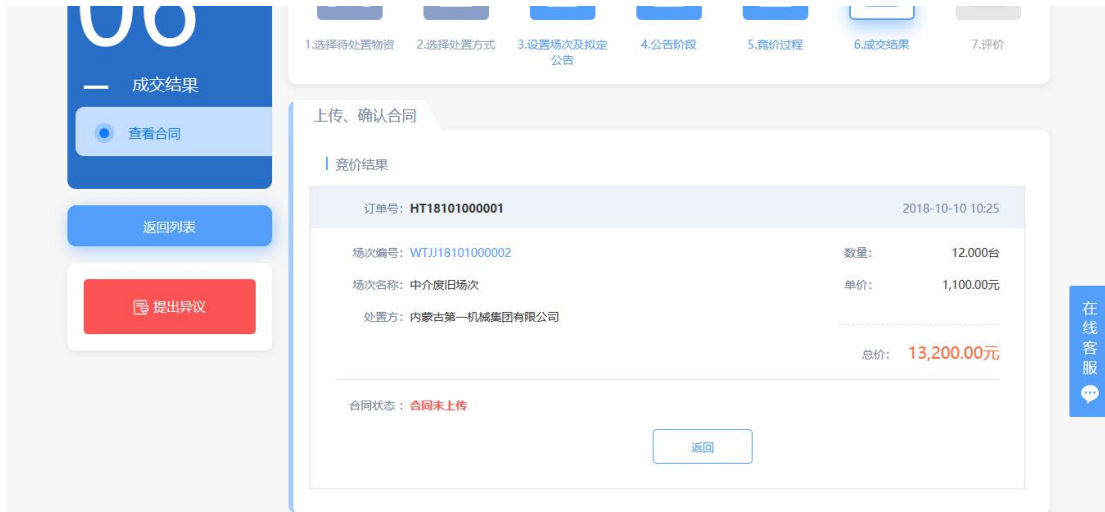 06
1.选择待处置物资
2.选择处置方式
3.设置场次及拟定
公告
4.公告阶段
5.竞价过程
6.成交结果
7.评价
成交结果
查看合同
返回列表
提出异议
上传、确认合同
竞价结果
订单号：HT18101000001
2018-10-10 10:25
场次编号：WTJJ18101000002
数量：
12.000台
场次名称：中介废旧场次
单价：
1,100.00元
处置方：内蒙古第一机械集团有限公司
总价：
13,200.00元
合同状态：合同未上传
返回
在线客服